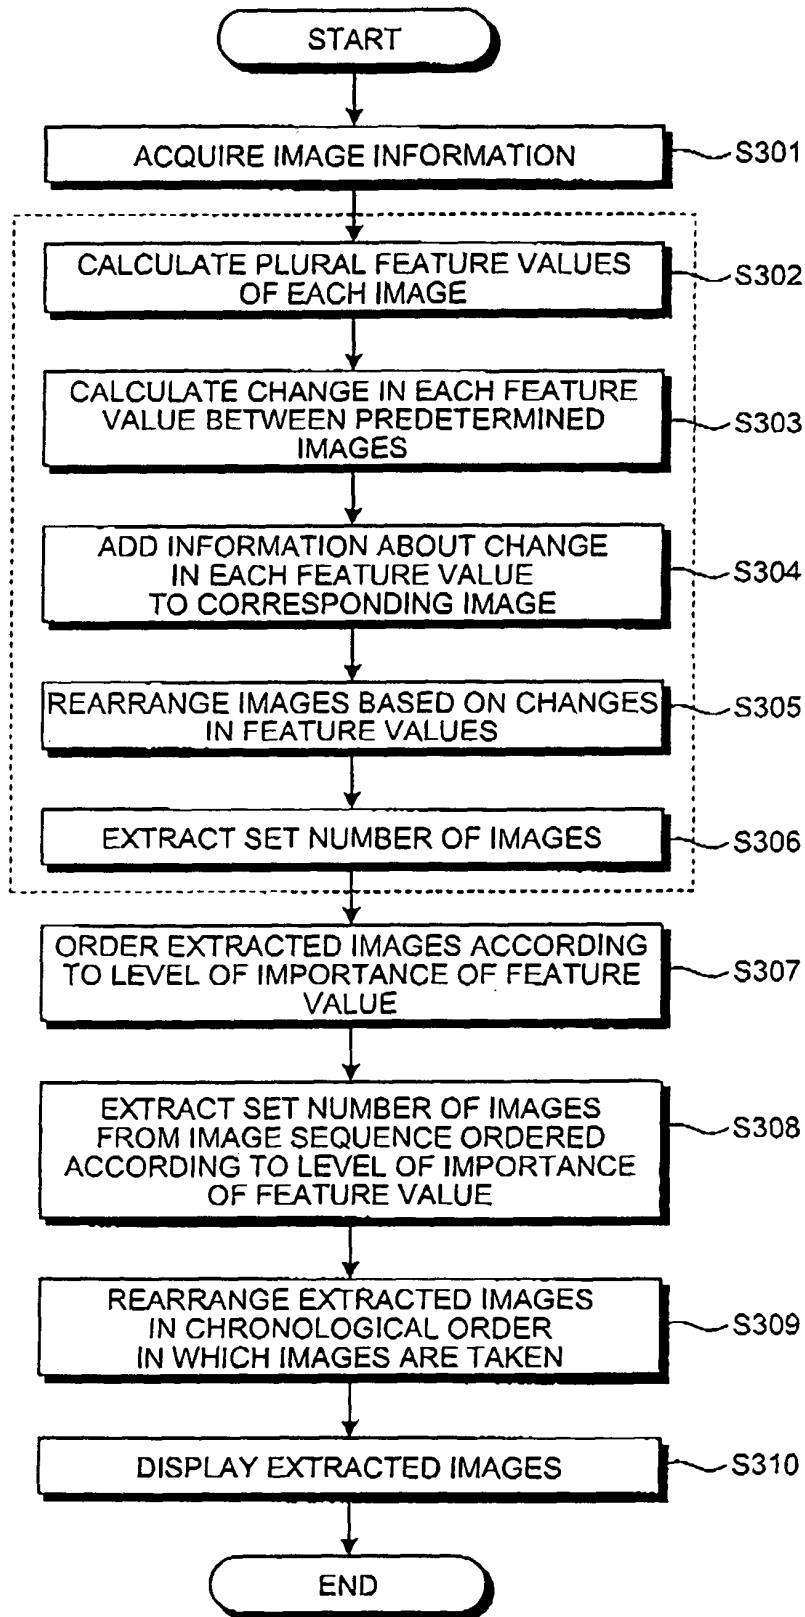 START
ACQUIRE IMAGE INFORMATION
S301
CALCULATE PLURAL FEATURE VALUES
OF EACH IMAGE
S302
CALCULATE CHANGE IN EACH FEATURE
VALUE BETWEEN PREDETERMINED
IMAGES
S303
ADD INFORMATION ABOUT CHANGE
IN EACH FEATURE VALUE
TO CORRESPONDING IMAGE
S304
REARRANGE IMAGES BASED ON CHANGES
IN FEATURE VALUES
S305
EXTRACT SET NUMBER OF IMAGES
S306
ORDER EXTRACTED IMAGES ACCORDING
TO LEVEL OF IMPORTANCE OF FEATURE
VALUE
S307
EXTRACT SET NUMBER OF IMAGES
FROM IMAGE SEQUENCE ORDERED
ACCORDING TO LEVEL OF IMPORTANCE
OF FEATURE VALUE
S308
REARRANGE EXTRACTED IMAGES
IN CHRONOLOGICAL ORDER
IN WHICH IMAGES ARE TAKEN
S309
DISPLAY EXTRACTED IMAGES
S310
END